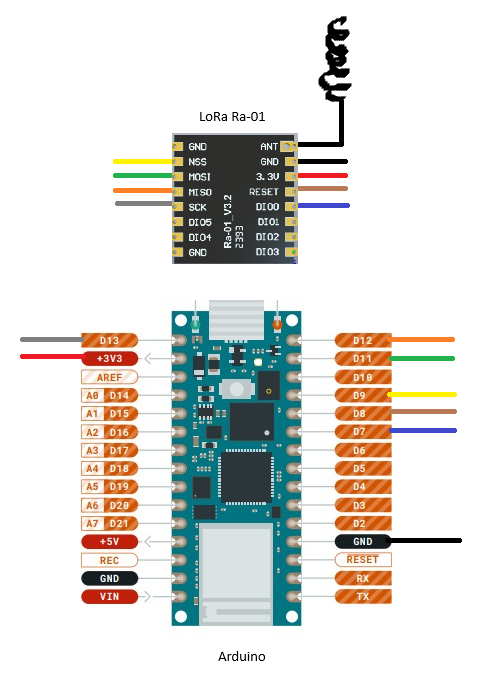 LoRa Ra-01
GND ANT
NSS GND
MOSI 3.3V
MISO RESET
SCK DIO0
DIO5 DIO1
DIO4 DIO2
GND DIO3
Ra-01_V3.2
2393
D13 D12
+3V3 D11
AREF D10
A0 D14 D9
A1 D15 D8
A2 D16 D7
A3 D17 D6
A4 D18 D5
A5 D19 D4
A6 D20 D3
A7 D21 D2
+5V GND
REC RESET
GND RX
VIN TX
Arduino